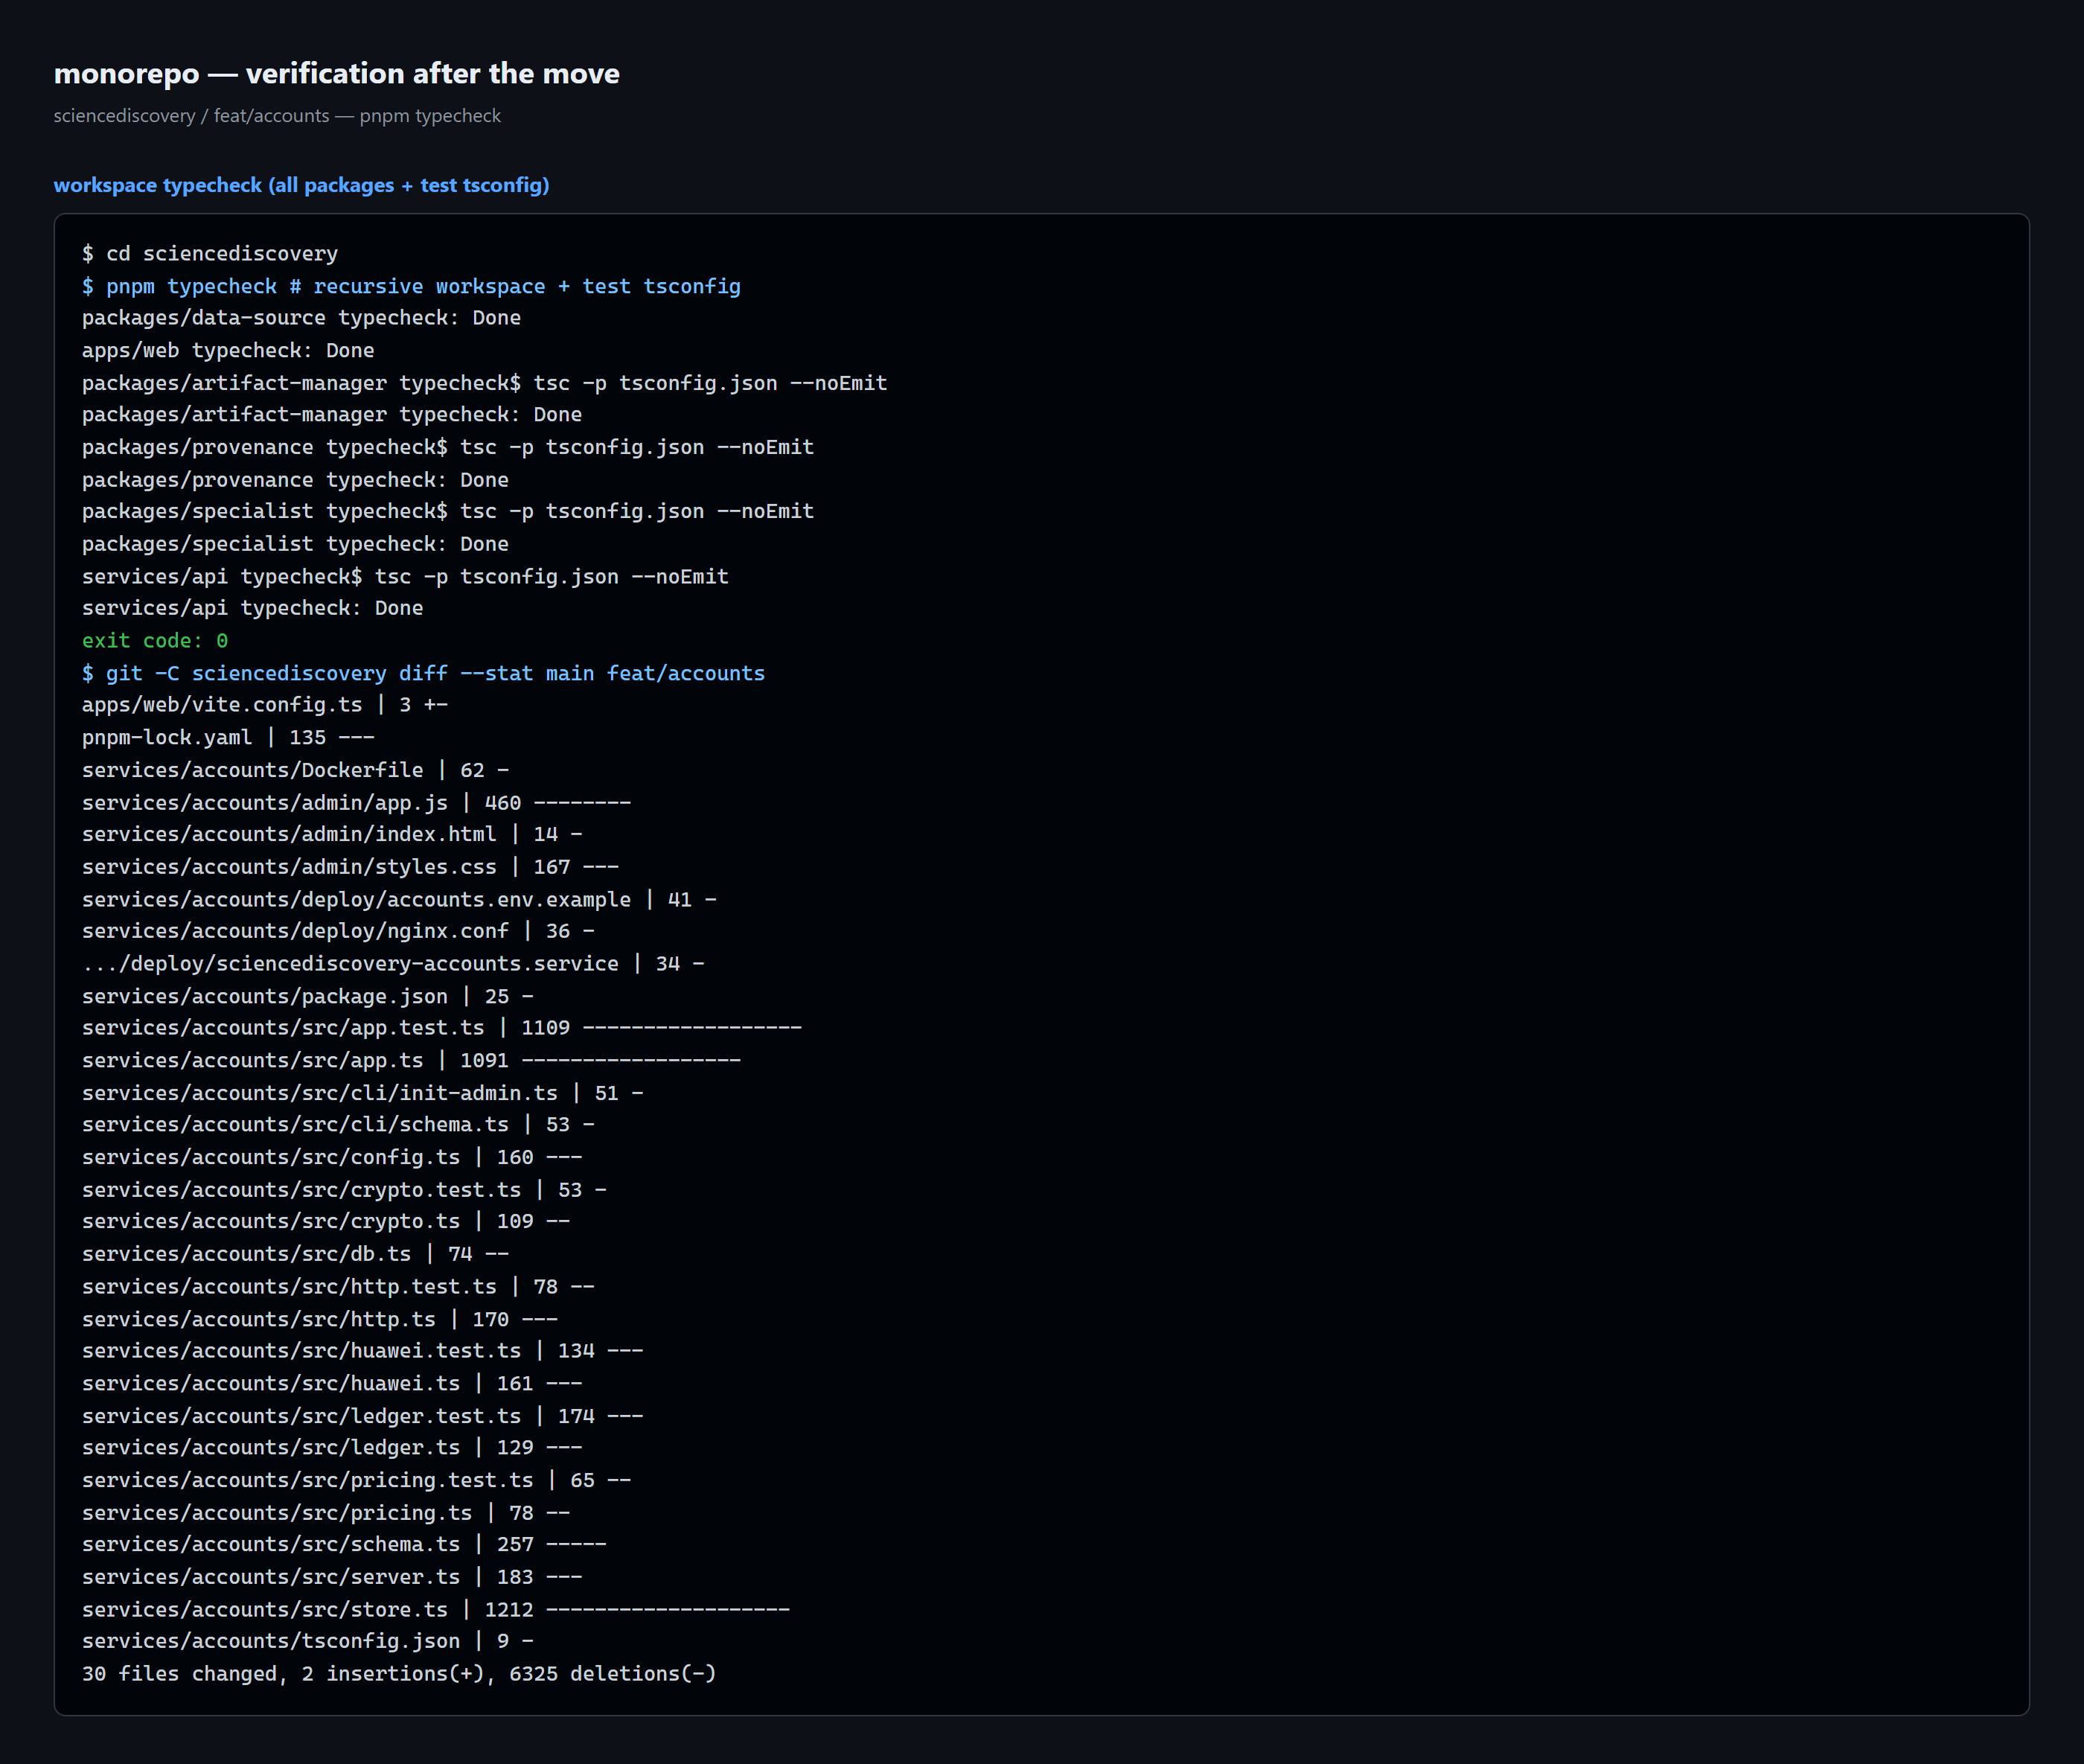 monorepo — verification after the move
sciencediscovery / feat/accounts — pnpm typecheck
workspace typecheck (all packages + test tsconfig)
$ cd sciencediscovery
$ pnpm typecheck # recursive workspace + test tsconfig
packages/data-source typecheck: Done
apps/web typecheck: Done
packages/artifact-manager typecheck$ tsc -p tsconfig.json --noEmit
packages/artifact-manager typecheck: Done
packages/provenance typecheck$ tsc -p tsconfig.json --noEmit
packages/provenance typecheck: Done
packages/specialist typecheck$ tsc -p tsconfig.json --noEmit
packages/specialist typecheck: Done
services/api typecheck$ tsc -p tsconfig.json --noEmit
services/api typecheck: Done
exit code: 0
$ git -C sciencediscovery diff --stat main feat/accounts
apps/web/vite.config.ts | 3 +-
pnpm-lock.yaml | 135 ---
services/accounts/Dockerfile | 62 -
services/accounts/admin/app.js | 460 --------
services/accounts/admin/index.html | 14 -
services/accounts/admin/styles.css | 167 ---
services/accounts/deploy/accounts.env.example | 41 -
services/accounts/deploy/nginx.conf | 36 -
.../deploy/sciencediscovery-accounts.service | 34 -
services/accounts/package.json | 25 -
services/accounts/src/app.test.ts | 1109 ------------------
services/accounts/src/app.ts | 1091 ------------------
services/accounts/src/cli/init-admin.ts | 51 -
services/accounts/src/cli/schema.ts | 53 -
services/accounts/src/config.ts | 160 ---
services/accounts/src/crypto.test.ts | 53 -
services/accounts/src/crypto.ts | 109 --
services/accounts/src/db.ts | 74 --
services/accounts/src/http.test.ts | 78 --
services/accounts/src/http.ts | 170 ---
services/accounts/src/huawei.test.ts | 134 ---
services/accounts/src/huawei.ts | 161 ---
services/accounts/src/ledger.test.ts | 174 ---
services/accounts/src/ledger.ts | 129 ---
services/accounts/src/pricing.test.ts | 65 --
services/accounts/src/pricing.ts | 78 --
services/accounts/src/schema.ts | 257 -----
services/accounts/src/server.ts | 183 ---
services/accounts/src/store.ts | 1212 --------------------
services/accounts/tsconfig.json | 9 -
30 files changed, 2 insertions(+), 6325 deletions(-)